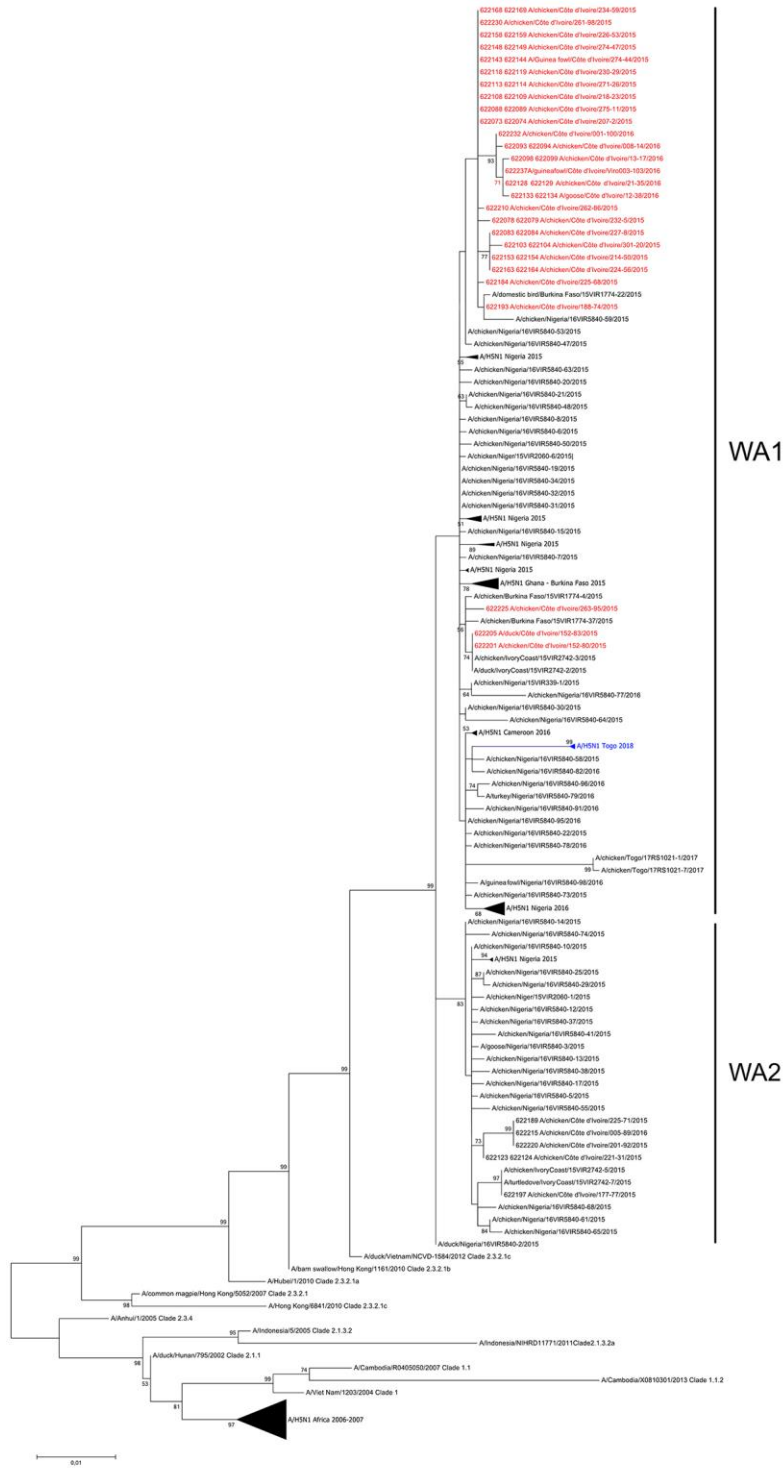 622168 622169 A/chicken/Côte d'Ivoire/234-59/2015
622230 A/chicken/Côte d'Ivoire/261-98/2015
622158 622159 A/chicken/Côte d'Ivoire/226-53/2015
622148 622149 A/chicken/Côte d'Ivoire/274-47/2015
622143 622144 A/Guinea fowl/Côte d'Ivoire/274-44/2015
622118 622119 A/chicken/Côte d'Ivoire/230-29/2015
622113 622114 A/chicken/Côte d'Ivoire/271-26/2015
622108 622109 A/chicken/Côte d'Ivoire/218-23/2015
622088 622089 A/chicken/Côte d'Ivoire/275-11/2015
622073 622074 A/chicken/Côte d'Ivoire/207-2/2015
622232 A/chicken/Côte d'Ivoire/001-100/2016
93
622093 622094 A/chicken/Côte d'Ivoire/008-14/2015
622098 622099 A/chicken/Côte d'Ivoire/13-17/2016
622237A/guineafowl/Côte d'Ivoire/Viro003-103/2016
71
622128 622129 A/chicken/Côte d'Ivoire/21-35/2016
622133 622134 A/goose/Côte d'Ivoire/12-38/2016
622210 A/chicken/Côte d'Ivoire/262-86/2015
622078 622079 A/chicken/Côte d'Ivoire/232-5/2015
622083 622084 A/chicken/Côte d'Ivoire/227-8/2015
622103 622104 A/chicken/Côte d'Ivoire/301-20/2015
77
622153 622154 A/chicken/Côte d'Ivoire/214-50/2015
622163 622164 A/chicken/Côte d'Ivoire/224-56/2015
622184 A/chicken/Côte d'Ivoire/225-68/2015
A/domestic bird/Burkina Faso/15VIR1774-22/2015
622193 A/chicken/Côte d'Ivoire/188-74/2015
A/chicken/Nigeria/16VIR5840-59/2015
A/chicken/Nigeria/16VIR5840-53/2015
A/chicken/Nigeria/16VIR5840-47/2015
A/H5N1 Nigeria 2015
A/chicken/Nigeria/16VIR5840-63/2015
A/chicken/Nigeria/16VIR5840-20/2015
63
A/chicken/Nigeria/16VIR5840-21/2015
A/chicken/Nigeria/16VIR5840-48/2015
A/chicken/Nigeria/16VIR5840-8/2015
A/chicken/Nigeria/16VIR5840-6/2015
A/chicken/Nigeria/16VIR5840-50/2015
WA1
A/chicken/Niger/15VIR2060-6/2015|
A/chicken/Nigeria/16VIR5840-19/2015
A/chicken/Nigeria/16VIR5840-34/2015
A/chicken/Nigeria/16VIR5840-32/2015
A/chicken/Nigeria/16VIR5840-31/2015
A/H5N1 Nigeria 2015
51
A/chicken/Nigeria/16VIR5840-15/2015
A/H5N1 Nigeria 2015
89
A/chicken/Nigeria/16VIR5840-7/2015
A/H5N1 Nigeria 2015
A/H5N1 Ghana - Burkina Faso 2015
78
A/chicken/Burkina Faso/15VIR1774-4/2015
622225 A/chicken/Côte d'Ivoire/263-95/2015
A/chicken/Burkina Faso/15VIR1774-37/2015
622205 A/duck/Côte d'Ivoire/152-83/2015
622201 A/chicken/Côte d'Ivoire/152-80/2015
74
A/chicken/IvoryCoast/15VIR2742-3/2015
A/duck/IvoryCoast/15VIR2742-2/2015
A/chicken/Nigeria/15VIR339-1/2015
64
A/chicken/Nigeria/16VIR5840-77/2016
A/chicken/Nigeria/16VIR5840-30/2015
A/chicken/Nigeria/16VIR5840-64/2015
53
A/H5N1 Cameroon 2016
99
A/H5N1 Togo 2018
A/chicken/Nigeria/16VIR5840-58/2015
A/chicken/Nigeria/16VIR5840-82/2016
74
A/chicken/Nigeria/16VIR5840-96/2016
A/turkey/Nigeria/16VIR5840-79/2016
A/chicken/Nigeria/16VIR5840-91/2016
A/chicken/Nigeria/16VIR5840-95/2016
A/chicken/Nigeria/16VIR5840-22/2015
A/chicken/Nigeria/16VIR5840-78/2016
A/chicken/Togo/17RS1021-1/2017
99
A/chicken/Togo/17RS1021-7/2017
99
A/guineafowl/Nigeria/16VIR5840-98/2016
A/chicken/Nigeria/16VIR5840-73/2015
A/H5N1 Nigeria 2016
68
A/chicken/Nigeria/16VIR5840-14/2015
A/chicken/Nigeria/16VIR5840-74/2015
A/chicken/Nigeria/16VIR5840-10/2015
94
A/H5N1 Nigeria 2015
87
A/chicken/Nigeria/16VIR5840-25/2015
A/chicken/Nigeria/16VIR5840-29/2015
83
A/chicken/Niger/15VIR2060-1/2015
A/chicken/Nigeria/16VIR5840-12/2015
A/chicken/Nigeria/16VIR5840-37/2015
A/chicken/Nigeria/16VIR5840-41/2015
A/goose/Nigeria/16VIR5840-3/2015
A/chicken/Nigeria/16VIR5840-13/2015
A/chicken/Nigeria/16VIR5840-38/2015
WA2
A/chicken/Nigeria/16VIR5840-17/2015
A/chicken/Nigeria/16VIR5840-5/2015
A/chicken/Nigeria/16VIR5840-55/2015
622189 A/chicken/Côte d'Ivoire/225-71/2015
99
622215 A/chicken/Côte d'Ivoire/005-89/2016
73
622220 A/chicken/Côte d'Ivoire/201-92/2015
622123 622124 A/chicken/Côte d'Ivoire/221-31/2015
A/chicken/IvoryCoast/15VIR2742-5/2015
99
97
A/turtledove/IvoryCoast/15VIR2742-7/2015
622197 A/chicken/Côte d'Ivoire/177-77/2015
A/chicken/Nigeria/16VIR5840-68/2015
A/chicken/Nigeria/16VIR5840-61/2015
84
A/chicken/Nigeria/16VIR5840-65/2015
99
A/duck/Nigeria/16VIR5840-2/2015
A/duck/Vietnam/NCVD-1584/2012 Clade 2.3.2.1c
99
A/barn swallow/Hong Kong/1161/2010 Clade 2.3.2.1b
A/Hubei/1/2010 Clade 2.3.2.1a
A/common magpie/Hong Kong/5052/2007 Clade 2.3.2.1
98
A/Hong Kong/6841/2010 Clade 2.3.2.1c
A/Anhui/1/2005 Clade 2.3.4
95
A/Indonesia/5/2005 Clade 2.1.3.2
A/Indonesia/NIHRD11771/2011Clade2.1.3.2a
98
A/duck/Hunan/795/2002 Clade 2.1.1
74
A/Cambodia/R0405050/2007 Clade 1.1
53
99
A/Cambodia/X0810301/2013 Clade 1.1.2
A/Viet Nam/1203/2004 Clade 1
81
97
A/H5N1 Africa 2006-2007
0,01